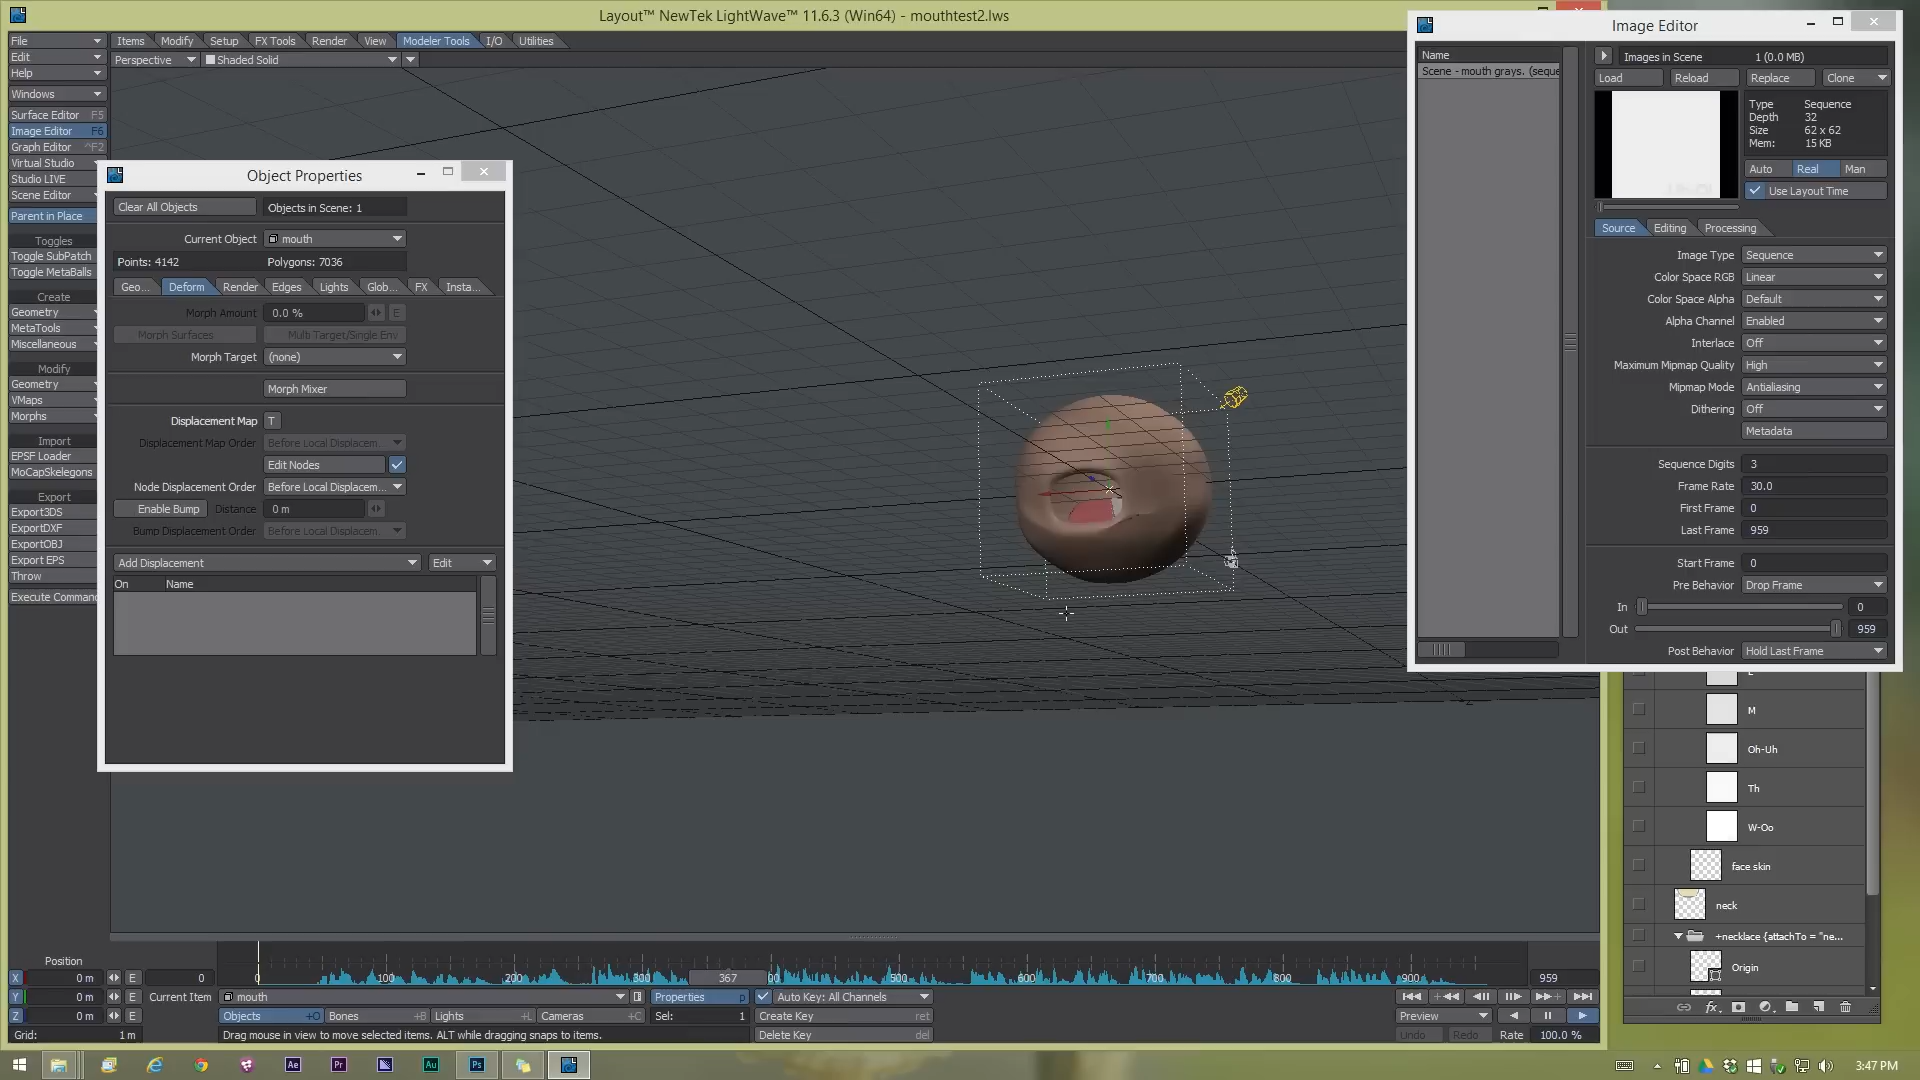 Layout™ NewTek LightWave™ 11.6.3 (Win64) - mouthtest2.lws
File
Edit
Help
Items
Modify
Setup
FX Tools
Render
View
Modeler Tools
I/O
Utilities
Perspective
Shaded Solid
Windows
Surface Editor F5
Image Editor F6
Graph Editor ^F2
Virtual Studio
Studio LIVE
Scene Editor
Parent in Place
Toggles
Toggle SubPatch
Toggle MetaBalls
Create
Geometry
MetaTools
Miscellaneous
Modify
Geometry
VMaps
Morphs
Import
EPSF Loader
MoCapSkelegons
Export
Export3DS
ExportDXF
ExportOBJ
Export EPS
Throw
Execute Command
Object Properties
Clear All Objects
Objects in Scene: 1
Current Object
mouth
Points: 4142
Polygons: 7036
Geo...
Deform
Render
Edges
Lights
Glob...
FX
Insta...
Morph Amount
0.0 %
E
Morph Surfaces
Multi Target/Single Env
Morph Target
(none)
Morph Mixer
Displacement Map
T
Displacement Map Order
Before Local Displacem...
Edit Nodes
Node Displacement Order
Before Local Displacem...
Enable Bump
Distance
0 m
Bump Displacement Order
Before Local Displacem...
Add Displacement
Edit
On
Name
Image Editor
Name
Scene - mouth grays. (seque
Images in Scene
1 (0.0 MB)
Load
Reload
Replace
Clone
Type Sequence
Depth 32
Size 62 x 62
Mem: 15 KB
Auto
Real
Man
Use Layout Time
Source
Editing
Processing
Image Type Sequence
Color Space RGB Linear
Color Space Alpha Default
Alpha Channel Enabled
Interlace Off
Maximum Mipmap Quality High
Mipmap Mode Antialiasing
Dithering Off
Metadata
Sequence Digits 3
Frame Rate 30.0
First Frame 0
Last Frame 959
Start Frame 0
Pre Behavior Drop Frame
In 0
Out 959
Post Behavior Hold Last Frame
M
Oh-Uh
Th
W-Oo
face skin
neck
+necklace {attachTo = "ne...
Origin
Position
X 0 m E
Y 0 m E
Z 0 m E
Grid: 1 m
0
0
100
200
300
367
00
500
600
700
800
900
959
Current Item
mouth
Properties p
Auto Key: All Channels
Objects +O
Bones +B
Lights +L
Cameras +C
Sel: 1
Create Key ret
Delete Key del
Drag mouse in view to move selected items. ALT while dragging snaps to items.
Preview
Undo
Redo
Rate 100.0 %
fx
Ae
Pr
Au
Ps
3:47 PM